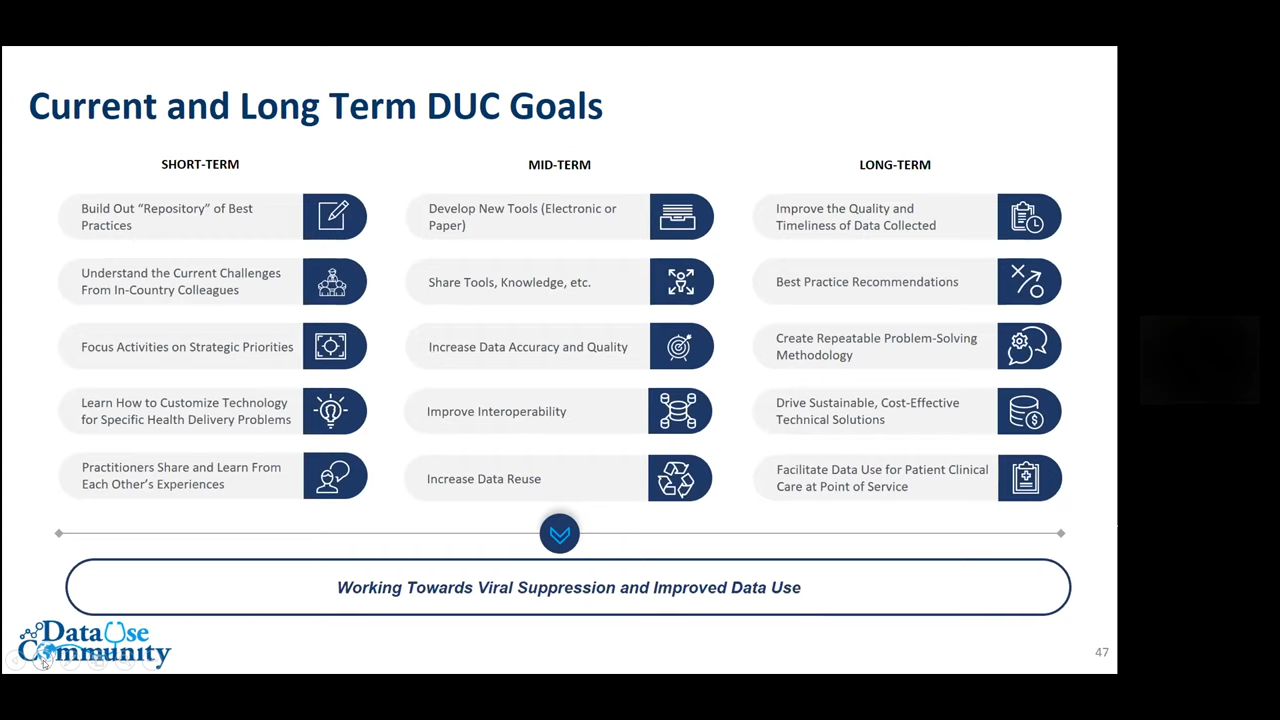 Current and Long Term DUC Goals
SHORT-TERM
Build Out “Repository” of Best
Practices
Understand the Current Challenges
From In-Country Colleagues
Focus Activities on Strategic Priorities
Learn How to Customize Technology
for Specific Health Delivery Problems
Practitioners Share and Learn From
Each Other’s Experiences
MID-TERM
Develop New Tools (Electronic or
Paper)
Share Tools, Knowledge, etc.
Increase Data Accuracy and Quality
Improve Interoperability
Increase Data Reuse
LONG-TERM
Improve the Quality and
Timeliness of Data Collected
Best Practice Recommendations
Create Repeatable Problem-Solving
Methodology
Drive Sustainable, Cost-Effective
Technical Solutions
Facilitate Data Use for Patient Clinical
Care at Point of Service
Working Towards Viral Suppression and Improved Data Use
Data Use
Community
47